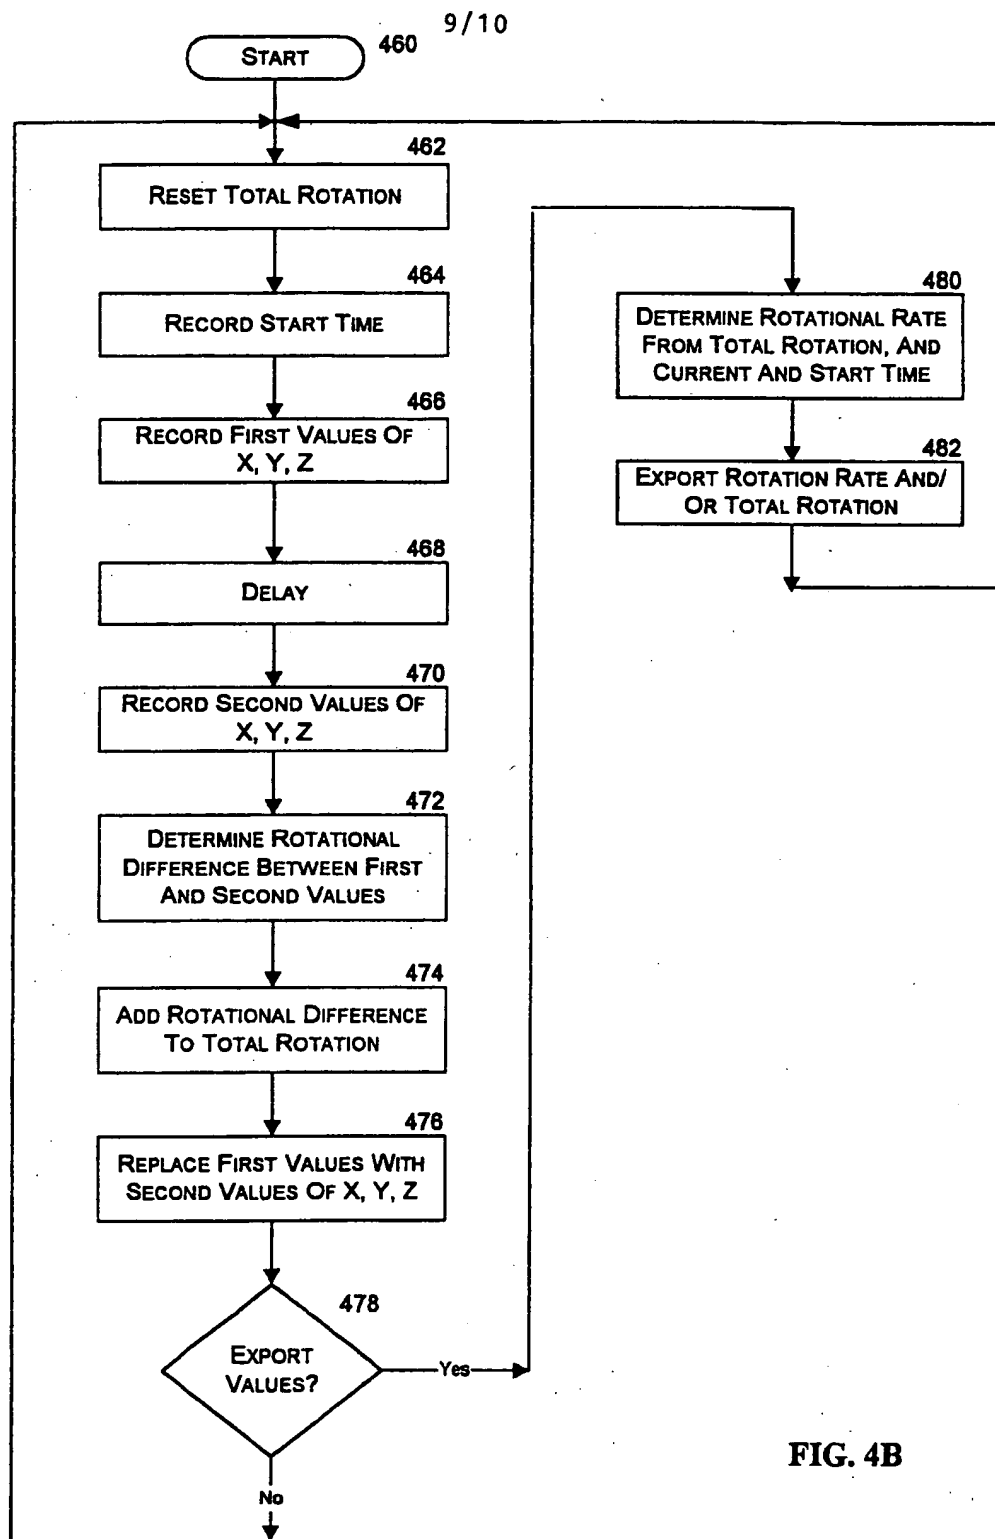 9/10
460
START
462
RESET TOTAL ROTATION
464
RECORD START TIME
466
RECORD FIRST VALUES OF
X, Y, Z
468
DELAY
470
RECORD SECOND VALUES OF
X, Y, Z
472
DETERMINE ROTATIONAL
DIFFERENCE BETWEEN FIRST
AND SECOND VALUES
474
ADD ROTATIONAL DIFFERENCE
TO TOTAL ROTATION
476
REPLACE FIRST VALUES WITH
SECOND VALUES OF X, Y, Z
478
EXPORT
VALUES?
Yes
No
480
DETERMINE ROTATIONAL RATE
FROM TOTAL ROTATION, AND
CURRENT AND START TIME
482
EXPORT ROTATION RATE AND/
OR TOTAL ROTATION
FIG. 4B